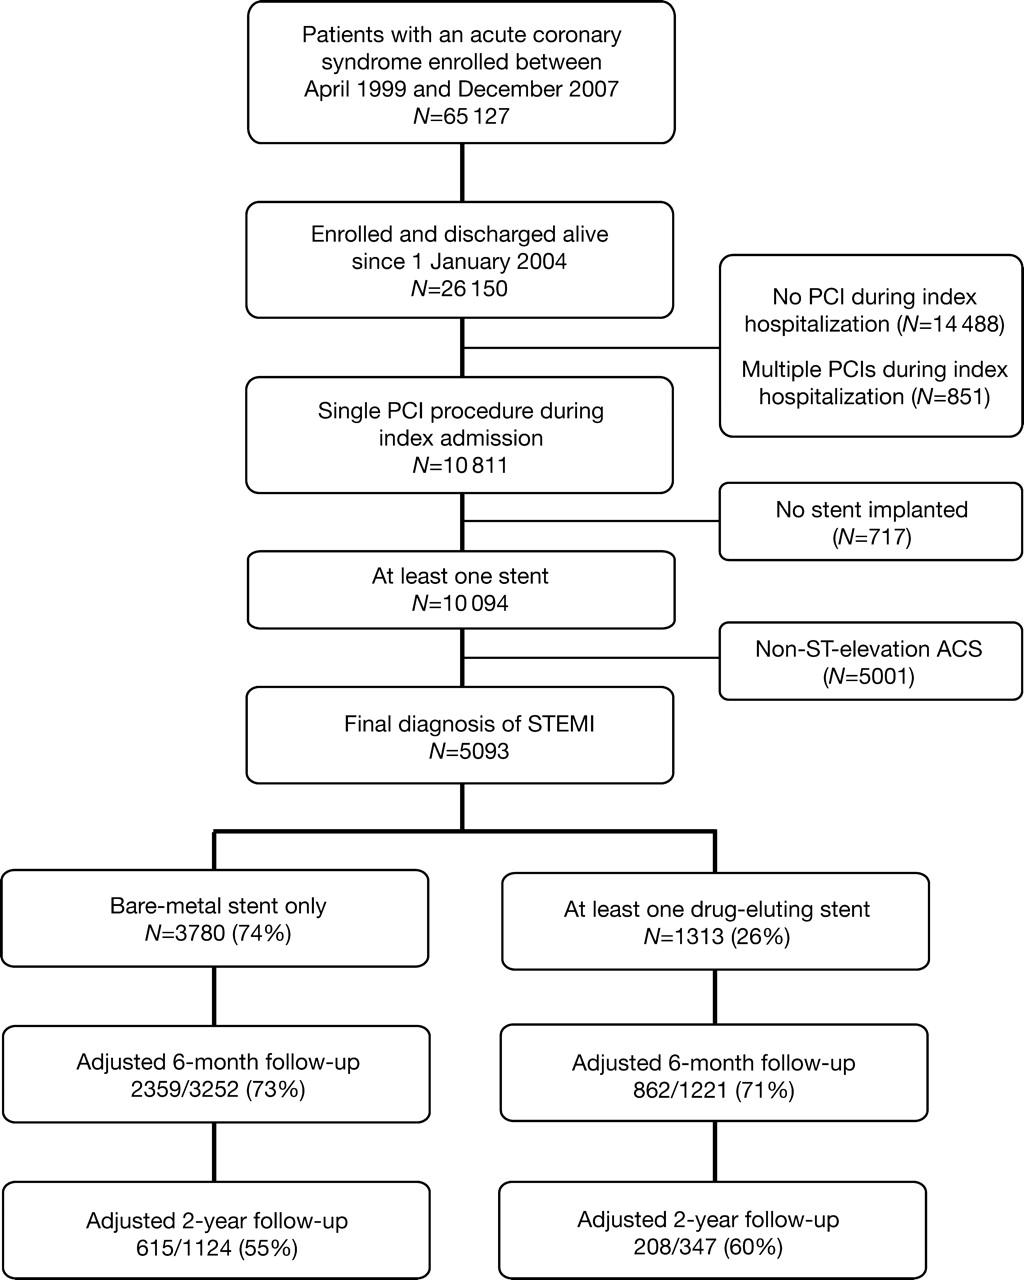 Patients with an acute coronary
syndrome enrolled between
April 1999 and December 2007
N=65 127
Enrolled and discharged alive
since 1 January 2004
N=26 150
No PCI during index
hospitalization (N=14 488)
Multiple PCIs during index
hospitalization (N=851)
Single PCI procedure during
index admission
N=10 811
No stent implanted
(N=717)
At least one stent
N=10 094
Non-ST-elevation ACS
(N=5001)
Final diagnosis of STEMI
N=5093
Bare-metal stent only
N=3780 (74%)
At least one drug-eluting stent
N=1313 (26%)
Adjusted 6-month follow-up
2359/3252 (73%)
Adjusted 6-month follow-up
862/1221 (71%)
Adjusted 2-year follow-up
615/1124 (55%)
Adjusted 2-year follow-up
208/347 (60%)